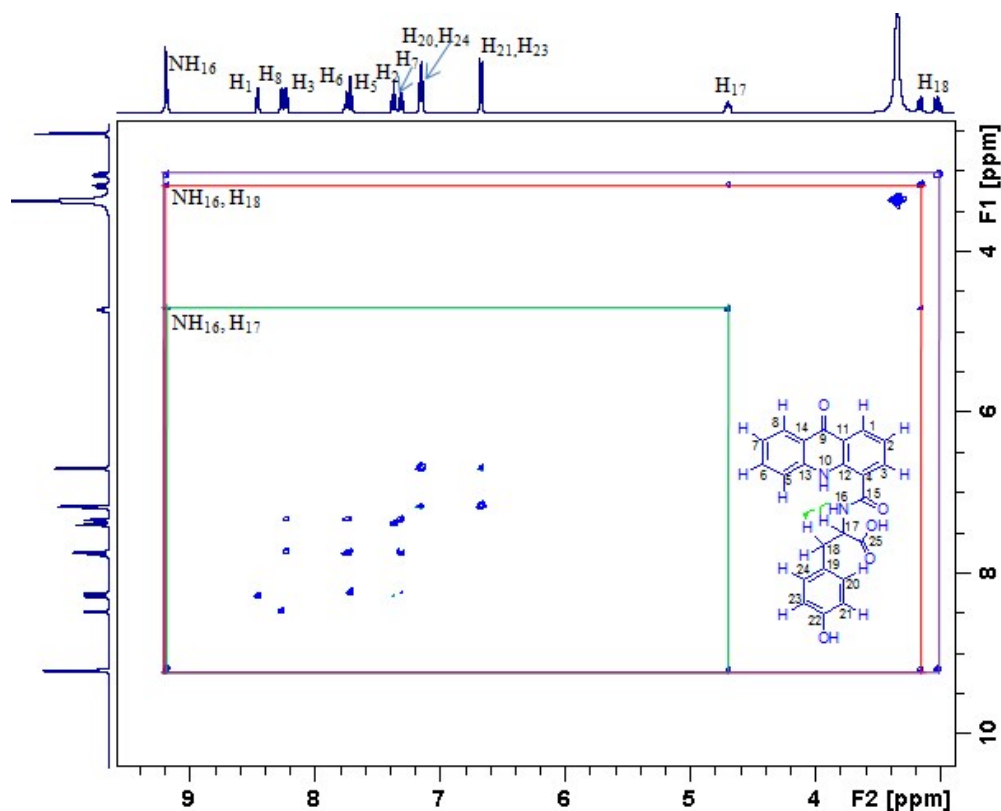 H20,H24
NH16
H1
H8
H3
H6
H5
H2
H7
H21,H23
H17
H18
NH16, H18
NH16, H17
F1 [ppm]
4
6
8
10
9
8
7
6
5
4
F2 [ppm]
H
O
H
H
8
14
9
11
1
H
7
2
H
6
5
13
10
N
H
12
4
3
H
H
16
HN
15
O
H
H
17
OH
H
18
25
O
H
24
19
20
H
H
23
22
21
H
OH